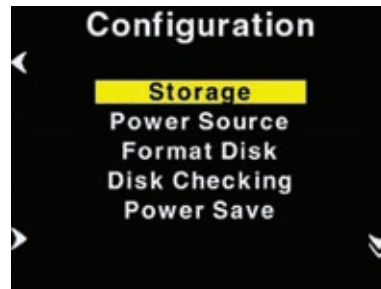 Configuration
Storage
Power Source
Format Disk
Disk Checking
Power Save